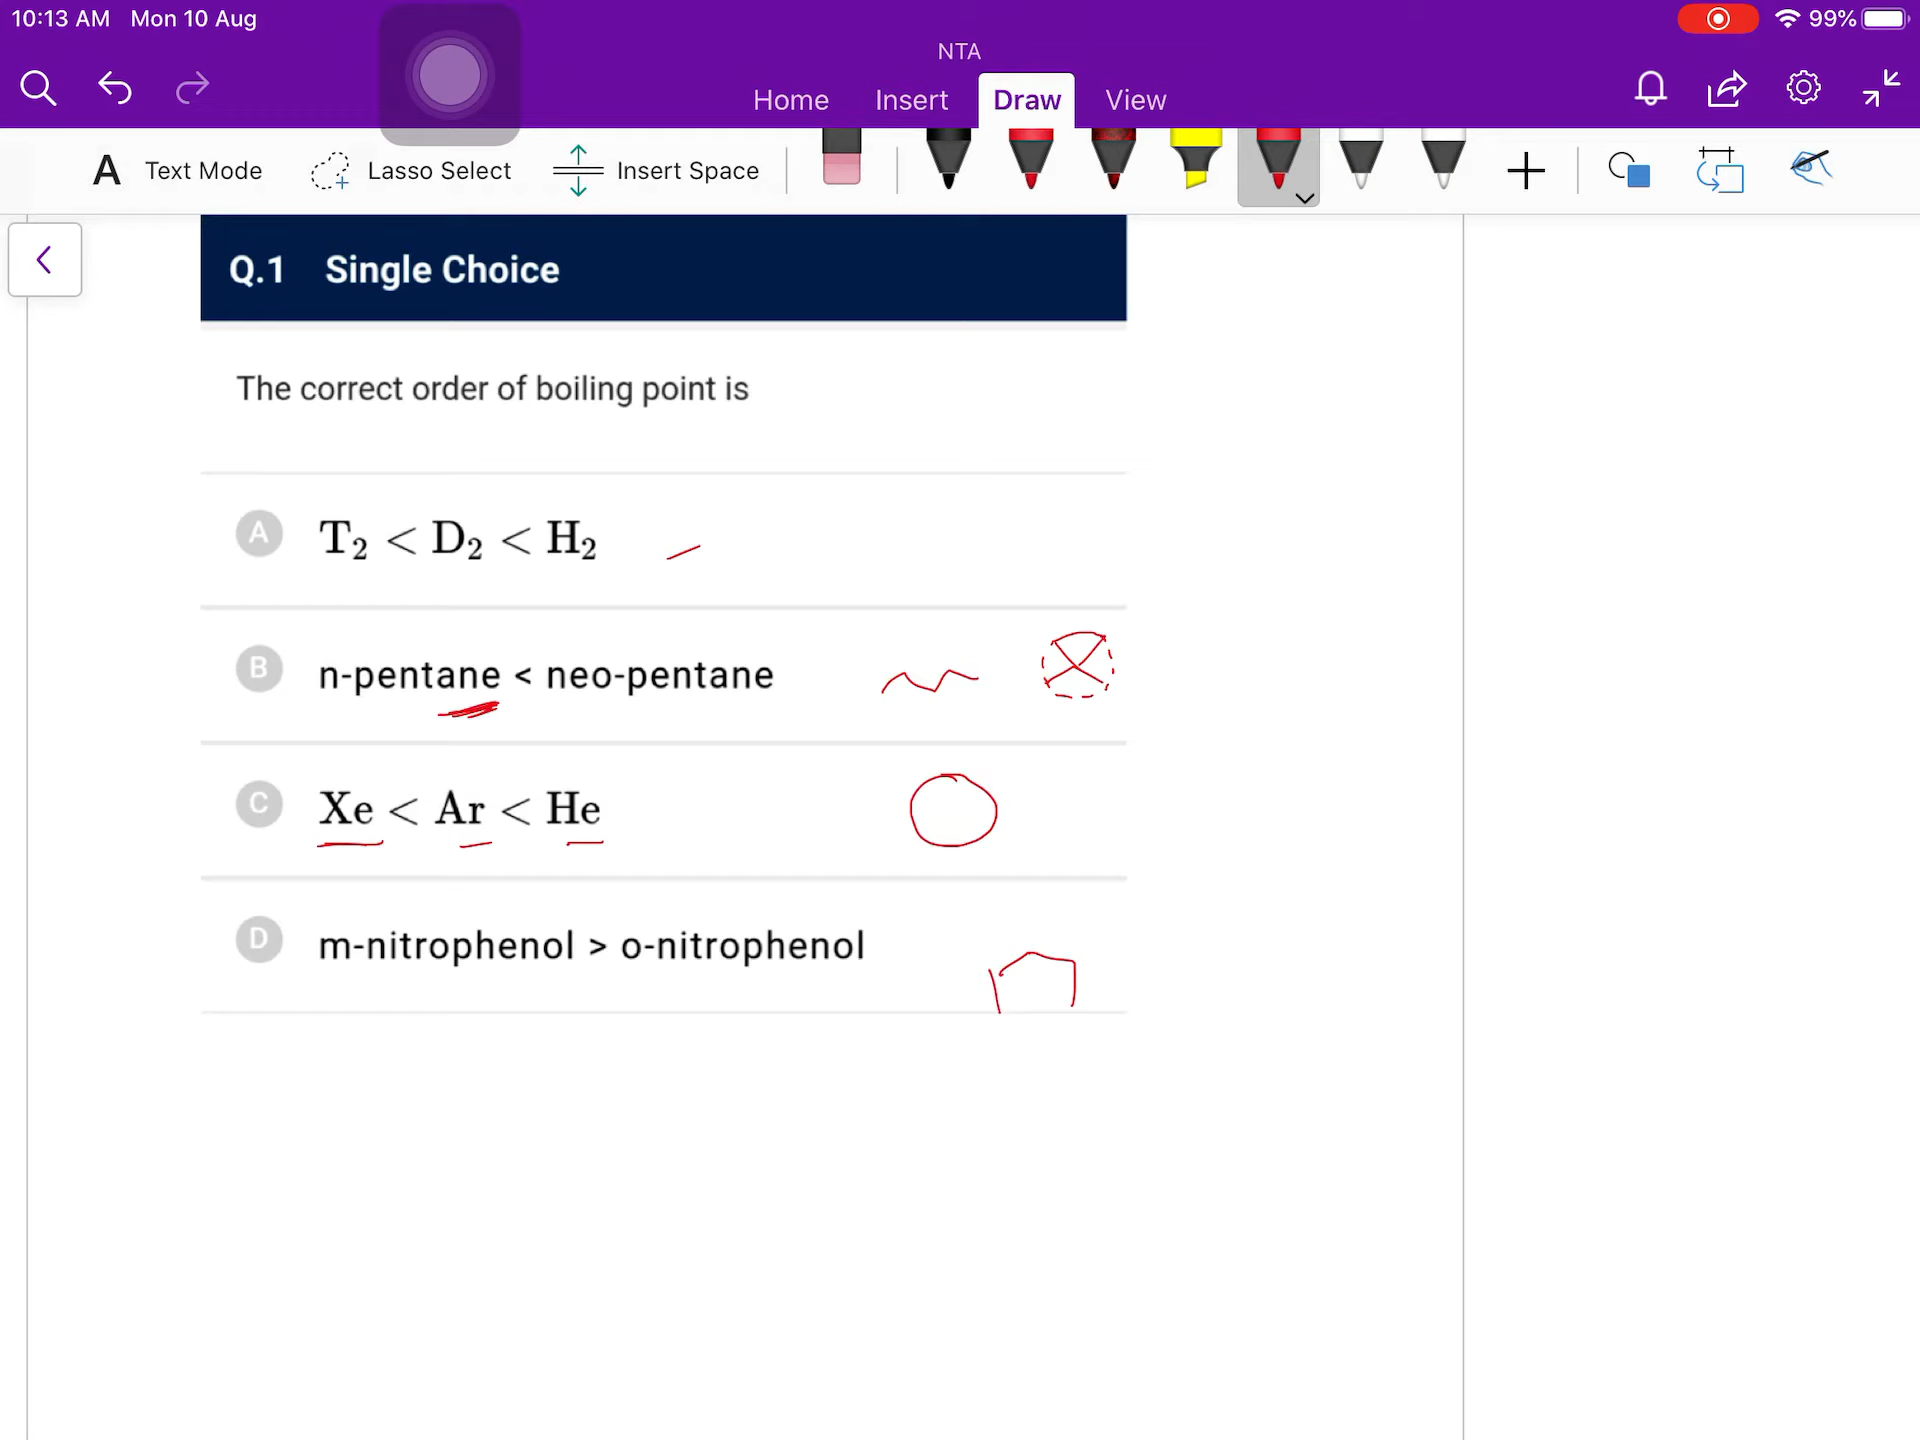 10:13 AM Mon 10 Aug
99%
NTA
Home Insert Draw View
A Text Mode Lasso Select Insert Space
Q.1 Single Choice
The correct order of boiling point is
A T₂ < D₂ < H₂
B n-pentane < neo-pentane
C Xe < Ar < He
D m-nitrophenol > o-nitrophenol